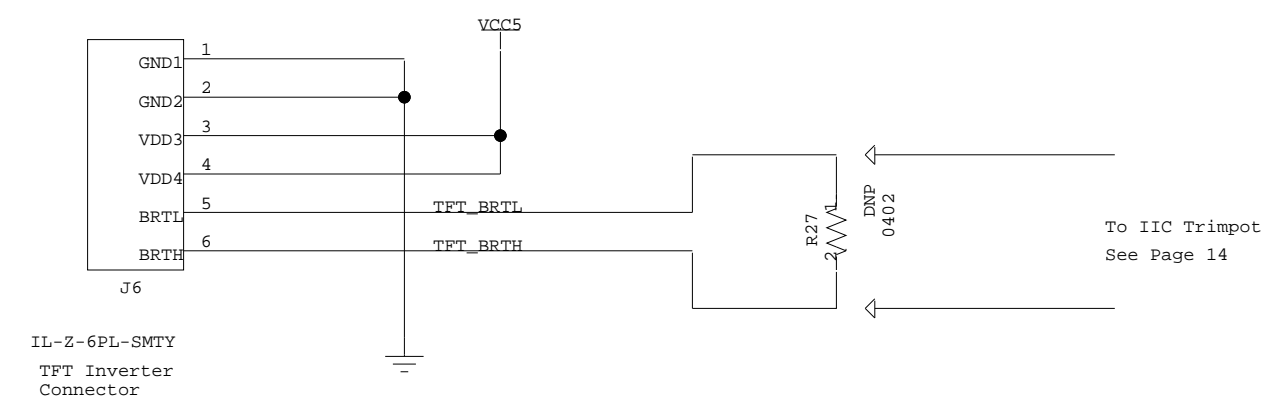 VCC5
GND1 1
GND2 2
VDD3 3
VDD4 4
BRTL 5 TFT_BRTL
BRTH 6 TFT_BRTH
J6
IL-Z-6PL-SMTY
TFT Inverter
Connector
R27
1
2
DNP
0402
To IIC Trimpot
See Page 14